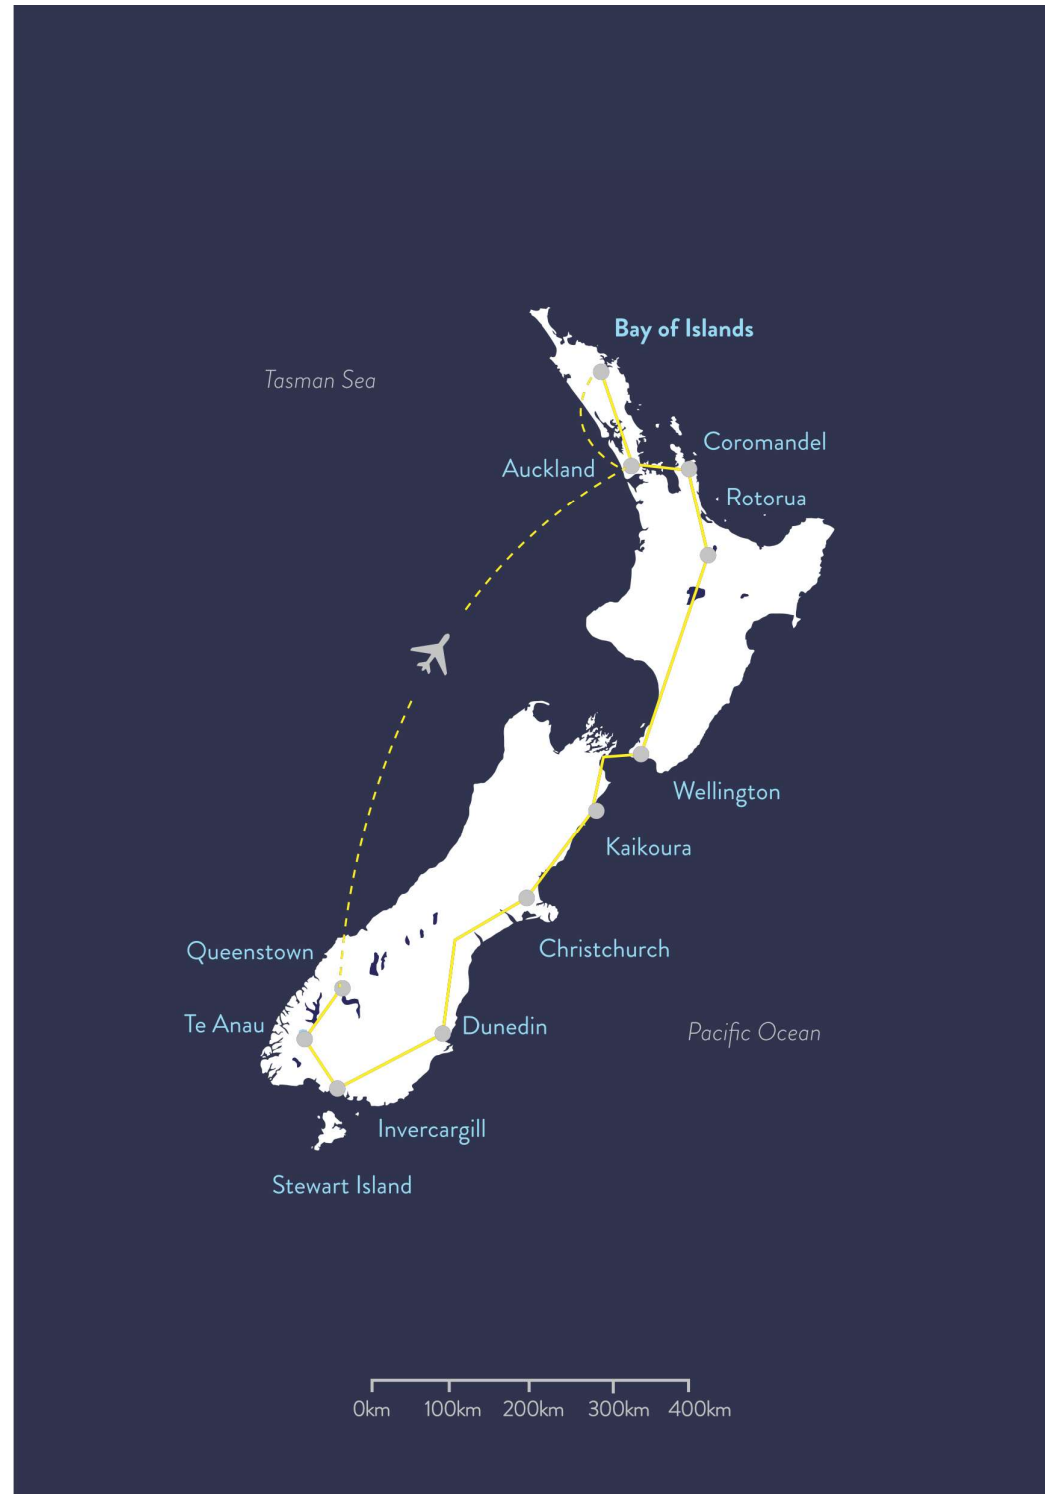 Bay of Islands
Tasman Sea
Coromandel
Auckland
Rotorua
Wellington
Kaikoura
Queenstown
Christchurch
Te Anau
Dunedin
Pacific Ocean
Invercargill
Stewart Island
0km 100km 200km 300km 400km